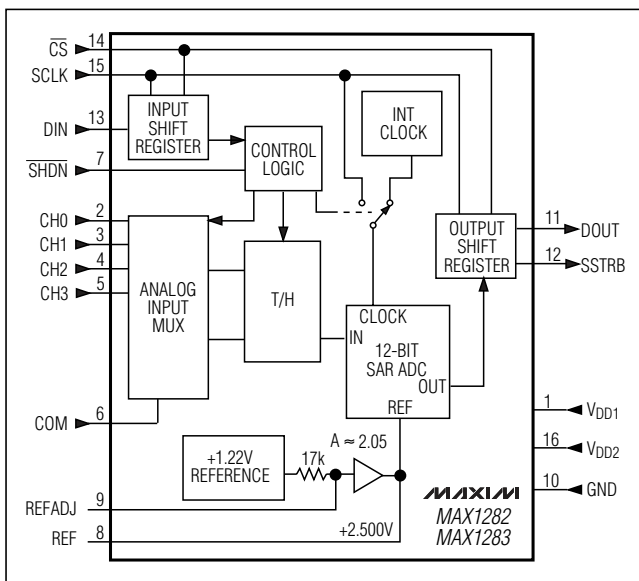 CS 14
SCLK 15
DIN 13
SHDN 7
CH0 2
CH1 3
CH2 4
CH3 5
COM 6
REFADJ 9
REF 8
INPUT
SHIFT
REGISTER
CONTROL
LOGIC
INT
CLOCK
ANALOG
INPUT
MUX
T/H
CLOCK
IN
12-BIT
SAR ADC
OUT
REF
OUTPUT
SHIFT
REGISTER
11 DOUT
12 SSTRB
+1.22V
REFERENCE
17k
A ≈ 2.05
+2.500V
1 VDD1
16 VDD2
10 GND
MAXIM
MAX1282
MAX1283